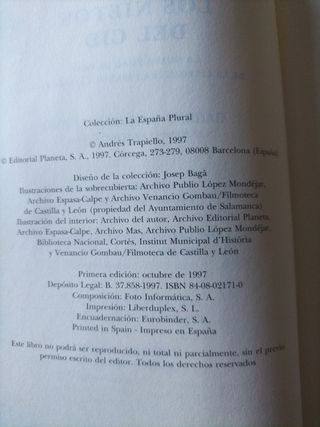 LOS NIETOS
DEL CID
Colección: La España Plural
© Andrés Trapiello, 1997
© Editorial Planeta, S. A., 1997. Córcega, 273-279, 08008 Barcelona (España)
Diseño de la colección: Josep Bagà
Ilustraciones de la sobrecubierta: Archivo Publio López Mondéjar,
Archivo Espasa-Calpe y Archivo Venancio Gombau/Filmoteca
de Castilla y León (propiedad del Ayuntamiento de Salamanca)
Ilustración del interior: Archivo del autor, Archivo Editorial Planeta,
Archivo Espasa-Calpe, Archivo Mas, Archivo Publio López Mondéjar,
Biblioteca Nacional, Cortés, Institut Municipal d'Història
y Venancio Gombau/Filmoteca de Castilla y León
Primera edición: octubre de 1997
Depósito Legal: B. 37.858-1997. ISBN 84-08-02171-0
Composición: Foto Informática, S. A.
Impresión: Liberduplex, S. L.
Encuadernación: Eurobinder, S. A.
Printed in Spain - Impreso en España
Este libro no podrá ser reproducido, ni total ni parcialmente, sin el previo
permiso escrito del editor. Todos los derechos reservados